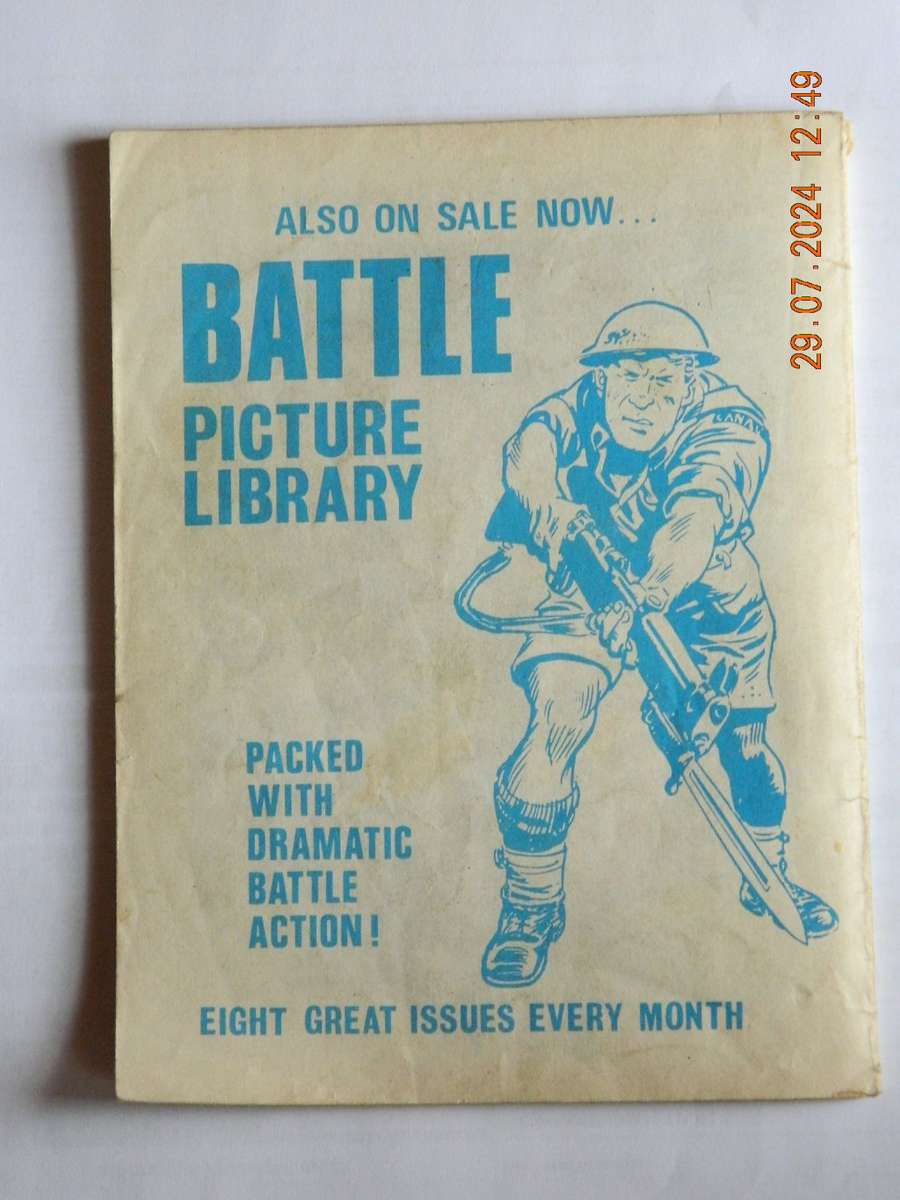 ALSO ON SALE NOW...
BATTLE
PICTURE
LIBRARY
PACKED
WITH
DRAMATIC
BATTLE
ACTION!
EIGHT GREAT ISSUES EVERY MONTH
29.07.2024 12:49